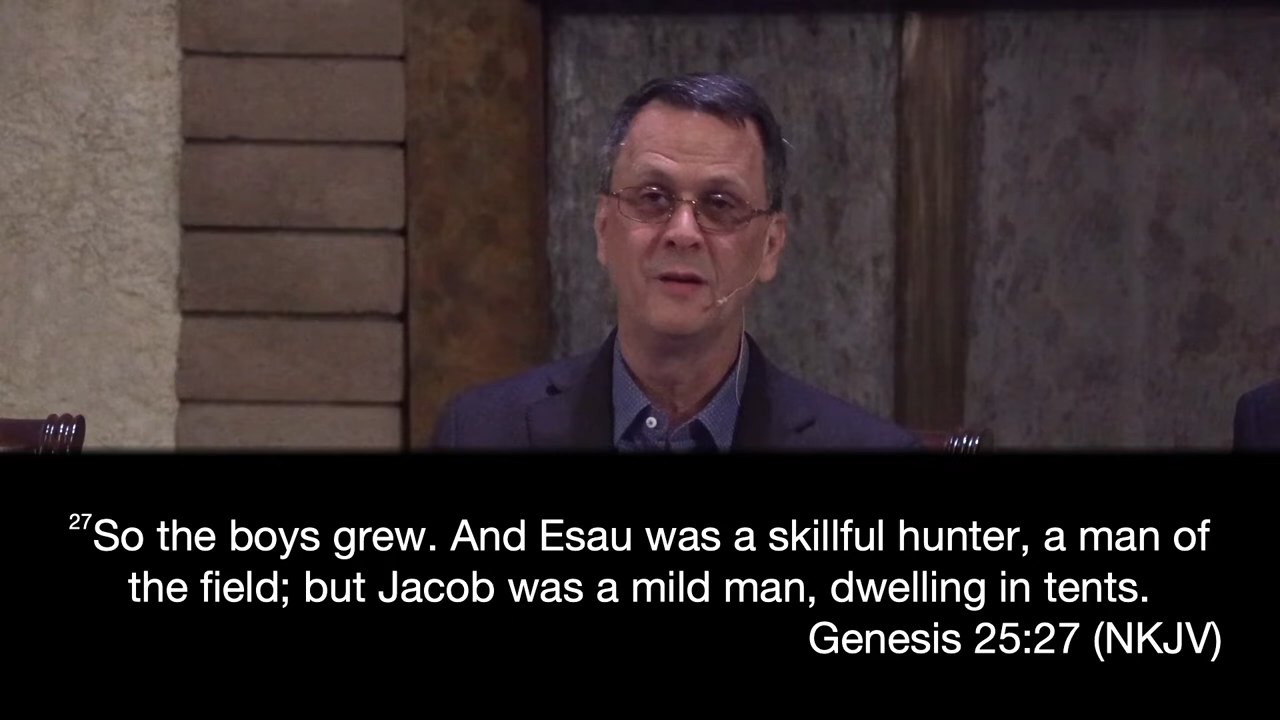 27So the boys grew. And Esau was a skillful hunter, a man of
the field; but Jacob was a mild man, dwelling in tents.
Genesis 25:27 (NKJV)